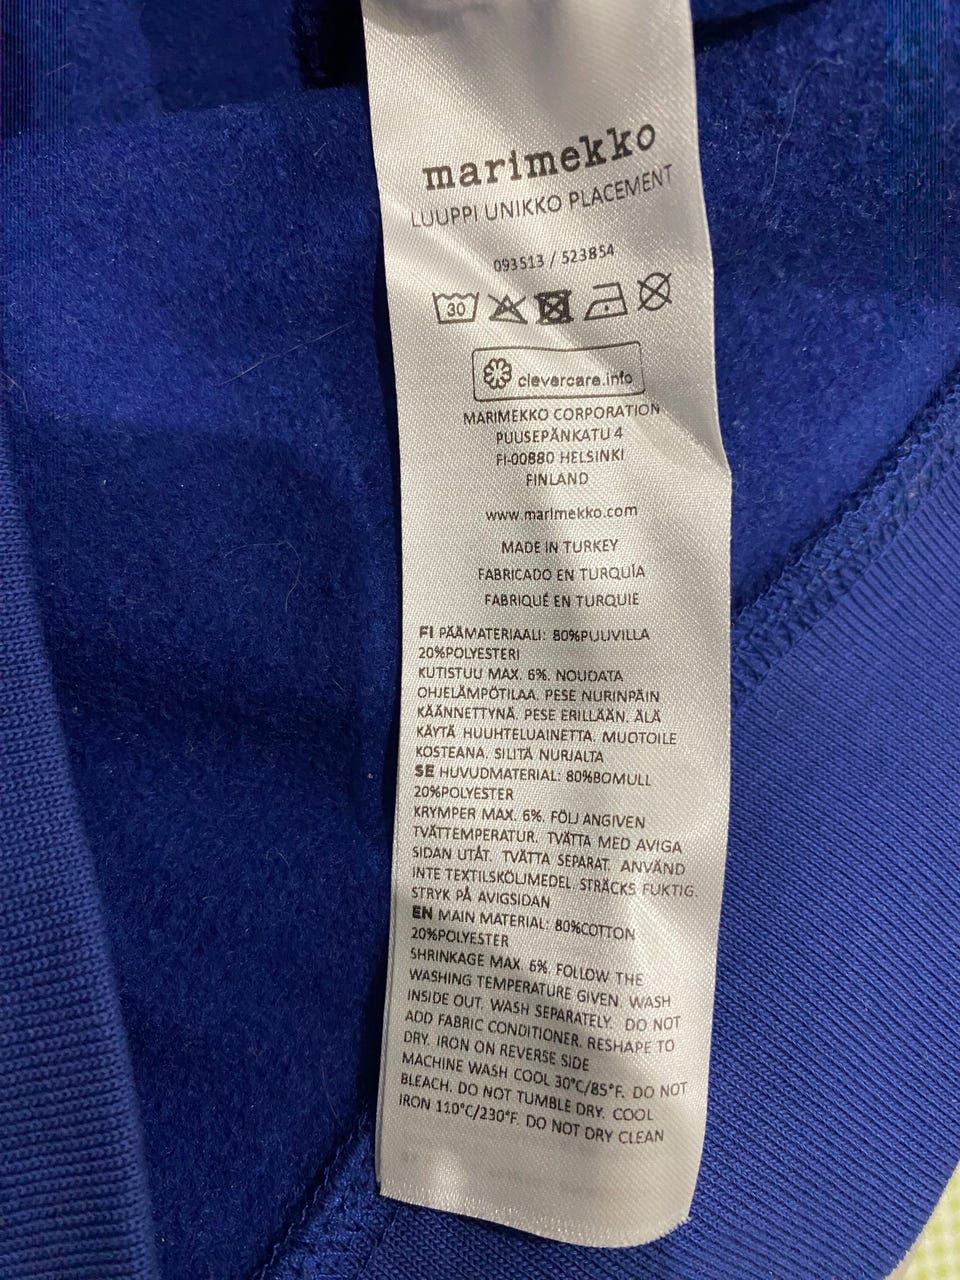 marimekko
LUUPPI UNIKKO PLACEMENT
093513 / 523854
30
clevercare.info
MARIMEKKO CORPORATION
PUUSEPÄNKATU 4
FI-00880 HELSINKI
FINLAND
www.marimekko.com
MADE IN TURKEY
FABRICADO EN TURQUÍA
FABRIQUÉ EN TURQUIE
FI PÄÄMATERIAALI: 80%PUUVILLA
20%POLYESTERI
KUTISTUU MAX. 6%. NOUDATA
OHJELÄMPÖTILAA. PESE NURINPÄIN
KÄÄNNETTYNÄ. PESE ERILLÄÄN. ÄLÄ
KÄYTÄ HUUHTELUAINETTA. MUOTOILE
KOSTEANA. SILITÄ NURJALTA
SE HUVUDMATERIAL: 80%BOMULL
20%POLYESTER
KRYMPER MAX. 6%. FÖLJ ANGIVEN
TVÄTTEMPERATUR. TVÄTTA MED AVIGA
SIDAN UTÅT. TVÄTTA SEPARAT. ANVÄND
INTE TEXTILSKÖLJMEDEL. STRÄCKS FUKTIG.
STRYK PÅ AVIGSIDAN
EN MAIN MATERIAL: 80%COTTON
20%POLYESTER
SHRINKAGE MAX. 6%. FOLLOW THE
WASHING TEMPERATURE GIVEN. WASH
INSIDE OUT. WASH SEPARATELY. DO NOT
ADD FABRIC CONDITIONER. RESHAPE TO
DRY. IRON ON REVERSE SIDE
MACHINE WASH COOL 30°C/85°F. DO NOT
BLEACH. DO NOT TUMBLE DRY. COOL
IRON 110°C/230°F. DO NOT DRY CLEAN